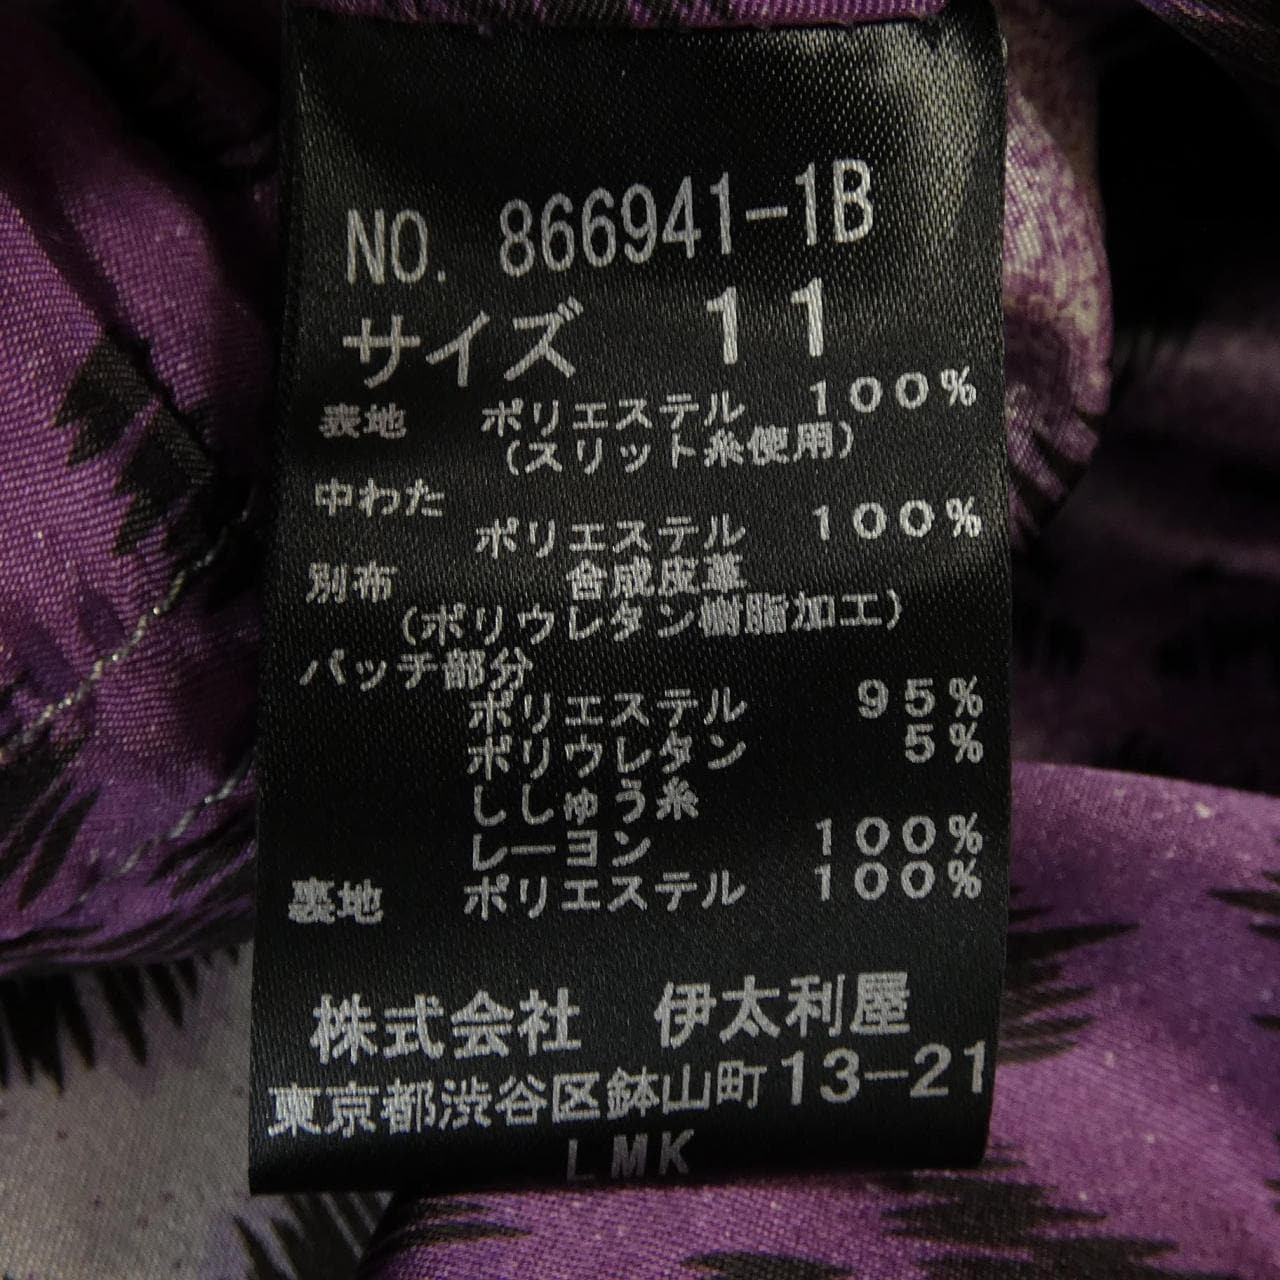 NO. 866941-1B
サイズ 11
表地 ポリエステル 100%
(スリット糸使用)
中わた
ポリエステル 100%
別布 合成皮革
(ポリウレタン樹脂加工)
パッチ部分
ポリエステル 95%
ポリウレタン 5%
ししゅう糸
レーヨン 100%
裏地 ポリエステル 100%
株式会社 伊太利屋
東京都渋谷区鉢山町13-21
LMK